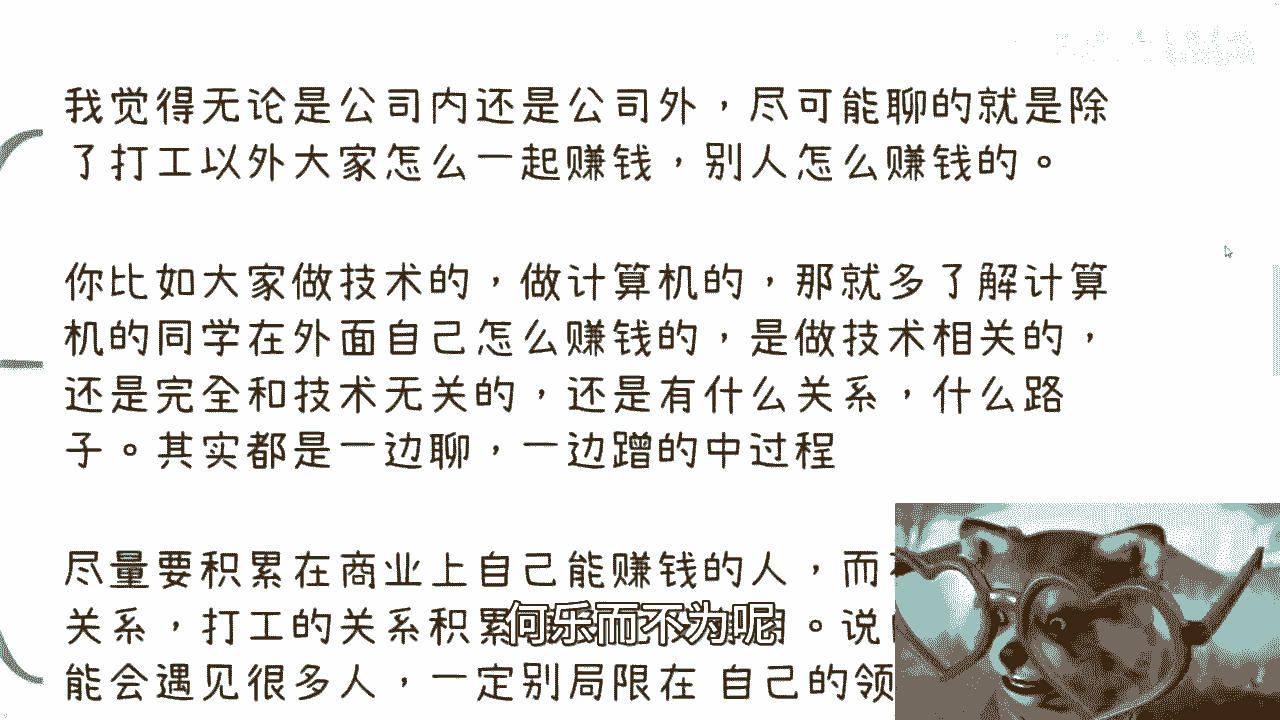 我觉得无论是公司内还是公司外，尽可能聊的就是除
了打工以外大家怎么一起赚钱，别人怎么赚钱的。
你比如大家做技术的，做计算机的，那就多了解计算
机的同学在外面自己怎么赚钱的，是做技术相关的，
还是完全和技术无关的，还是有什么关系，什么路
子。其实都是一边聊，一边蹭的中过程
尽量要积累在商业上自己能赚钱的人，而
关系，打工的关系积累
何乐而不为呢
。说
能会遇见很多人，一定别局限在 自己的领